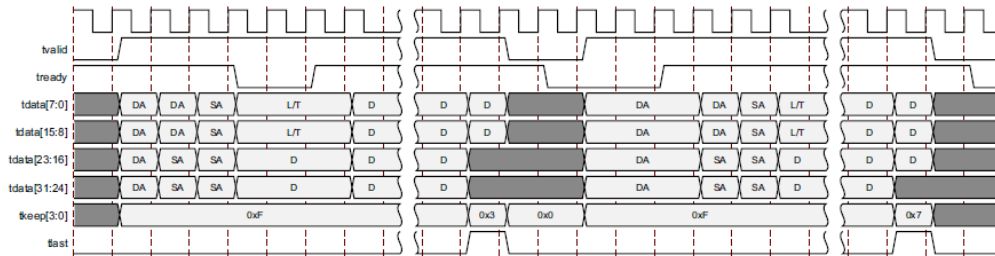 tvalid
tready
tdata[7:0] DA DA SA L/T D D D DA DA SA L/T D D
tdata[15:8] DA DA SA L/T D D D DA DA SA L/T D D
tdata[23:16] DA SA SA D D D DA SA SA D D D
tdata[31:24] DA SA SA D D D DA SA SA D D
tkeep[3:0] 0xF 0x3 0x0 0xF 0x7
tlast